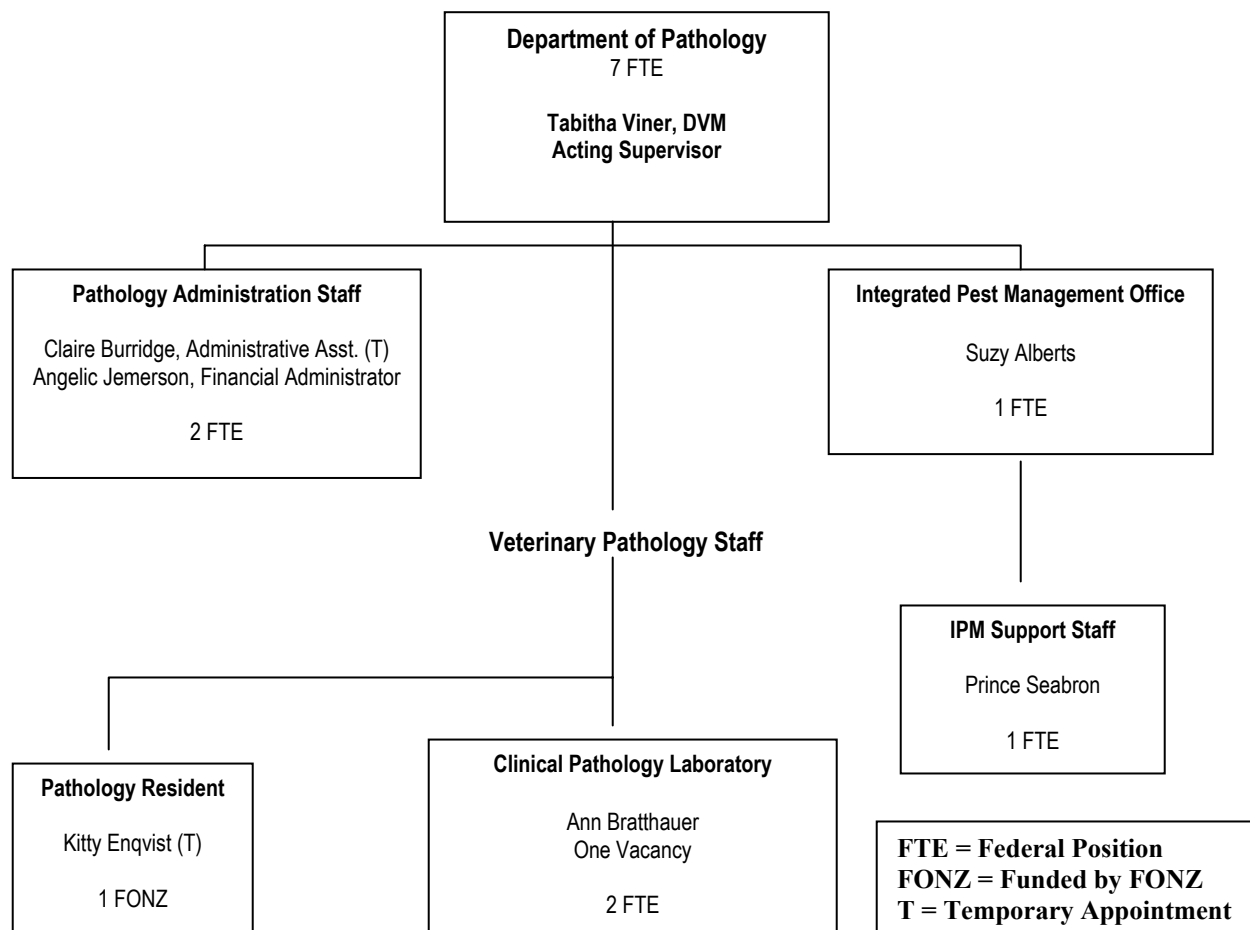 Department of Pathology
7 FTE
Tabitha Viner, DVM
Acting Supervisor
Pathology Administration Staff
Claire Burridge, Administrative Asst. (T)
Angelic Jemerson, Financial Administrator
2 FTE
Integrated Pest Management Office
Suzy Alberts
1 FTE
Veterinary Pathology Staff
IPM Support Staff
Prince Seabron
1 FTE
Pathology Resident
Kitty Enqvist (T)
1 FONZ
Clinical Pathology Laboratory
Ann Bratthauer
One Vacancy
2 FTE
FTE = Federal Position
FONZ = Funded by FONZ
T = Temporary Appointment